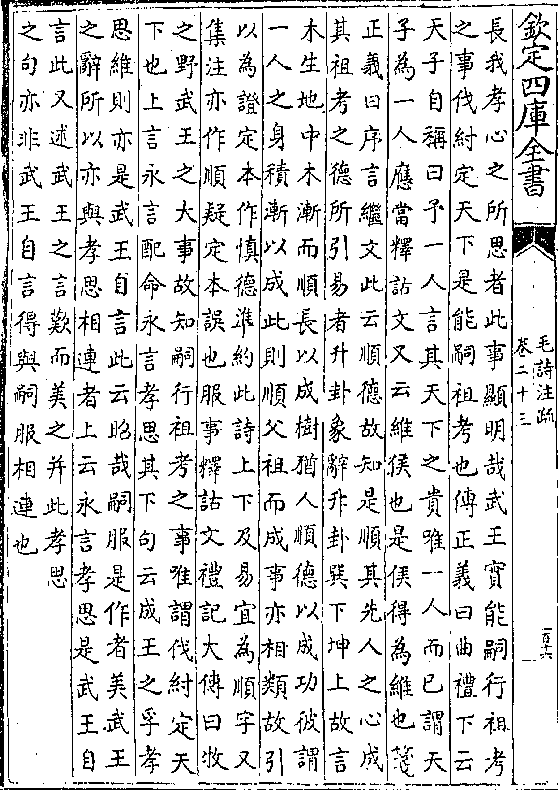 欽定四庫全書
毛詩注疏
卷二十三
長我孝心之所思者此事顯明哉武王實能嗣行祖考
之事伐紂定天下是能嗣祖考也傳正義曰曲禮下云
天子自稱曰予一人言其天下之貴唯一人而已謂天
子為一人應當釋詁文又云維侯也是侯得為維也箋
正義曰序言繼文此云順德故知是順其先人之心成
其祖考之德所引易者升卦象辭升卦巽下坤上故言
木生地中木漸而順長以成樹猶人順德以成功彼謂
一人之身積漸以成此則順父祖而成事亦相類故引
以為證定本作慎德準約此詩上下及易宜為順字又
集注亦作順疑定本誤也服事釋詁文禮記大傳曰牧
之野武王之大事故知嗣行祖考之事唯謂伐紂定天
下也上言永言配命永言孝思其下句云成王之孚孝
思維則亦是武王自言此云昭哉嗣服是作者美武王
之辭所以亦與孝思相連者上云永言孝思是武王自
言此又述武王之言歎而美之并此孝思
之句亦非武王自言得與嗣服相連也